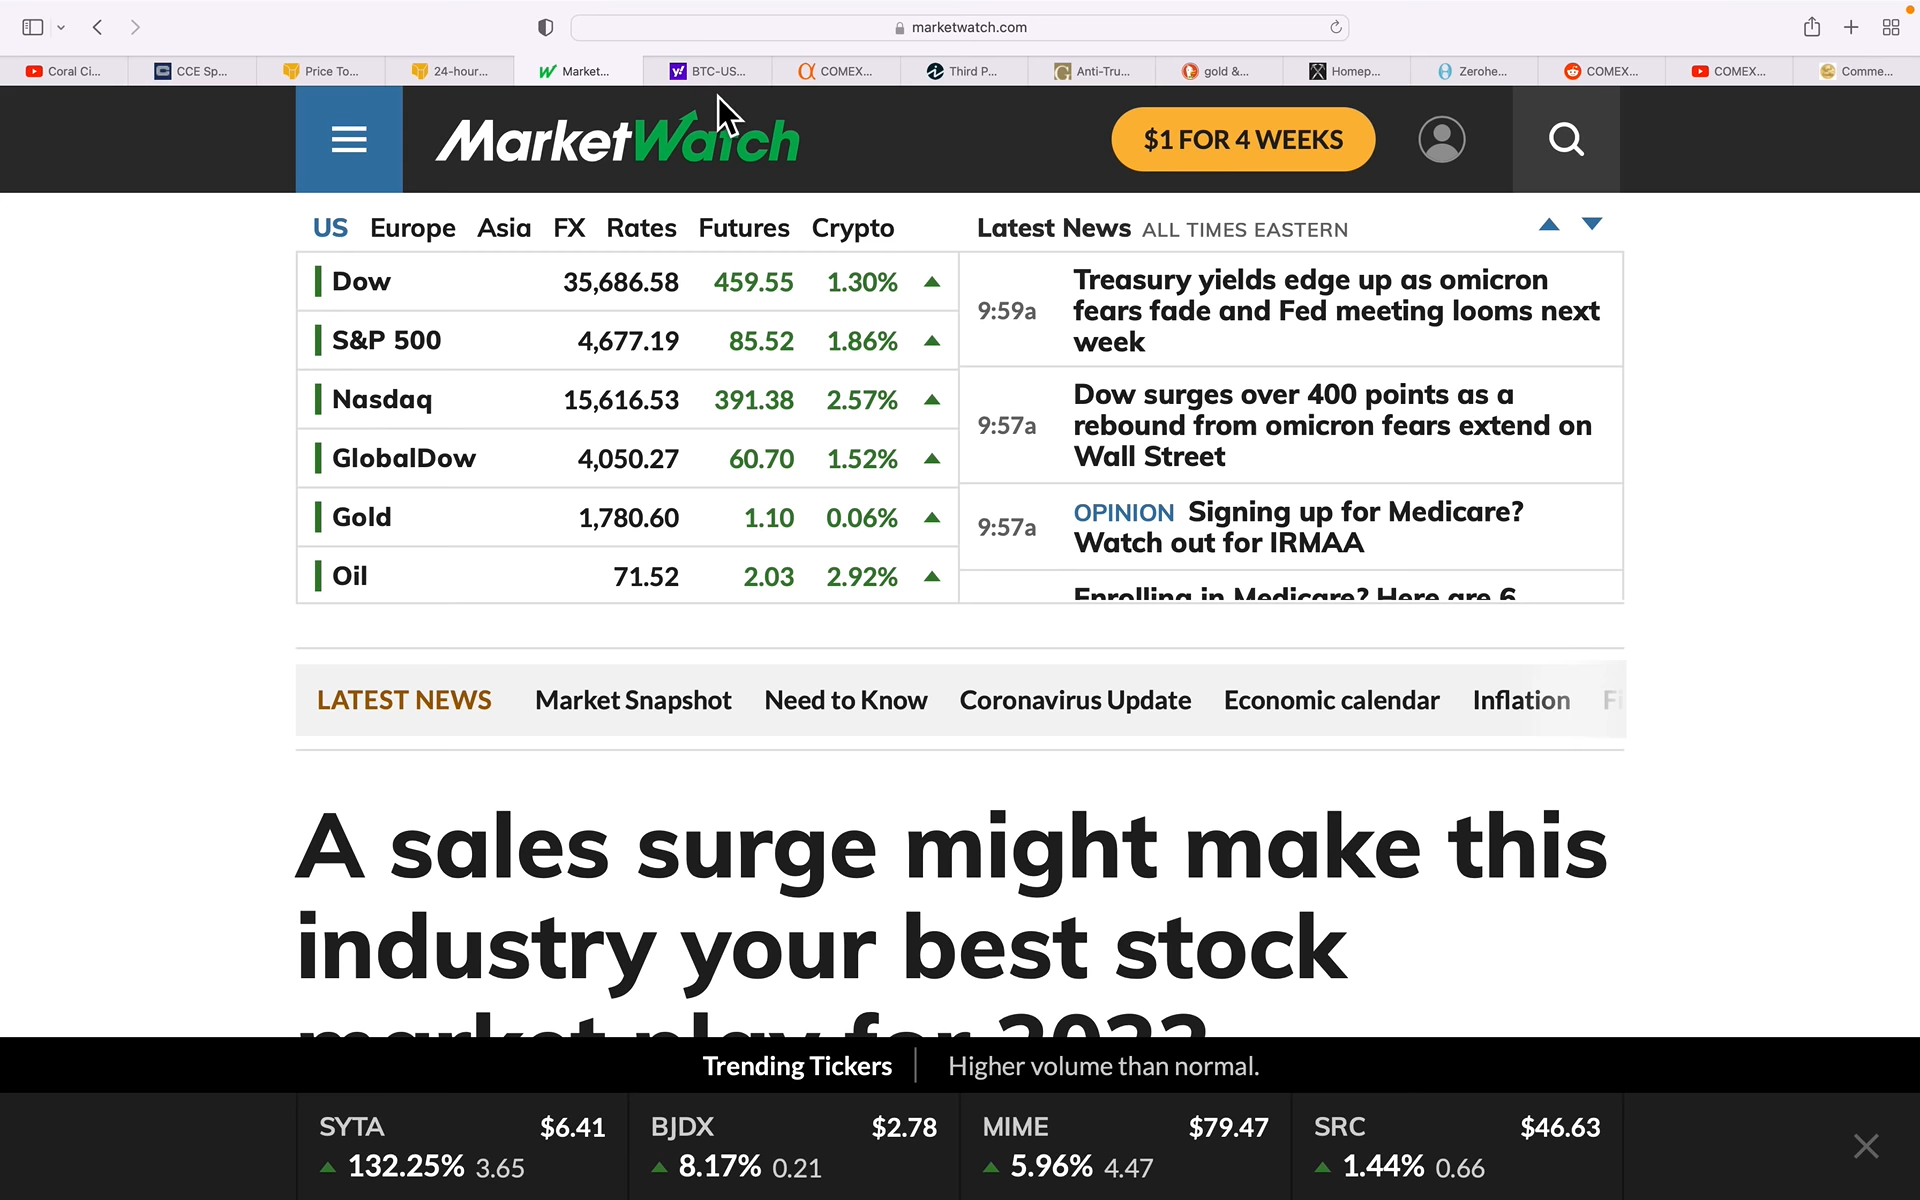 marketwatch.com
Coral Ci...
CCE Sp...
Price To...
24-hour...
Market...
BTC-US...
COMEX...
Third P...
Anti-Tru...
gold &...
Homep...
Zerohe...
COMEX...
COMEX...
Comme...
MarketWatch
$1 FOR 4 WEEKS
US Europe Asia FX Rates Futures Crypto
Dow 35,686.58 459.55 1.30%
S&P 500 4,677.19 85.52 1.86%
Nasdaq 15,616.53 391.38 2.57%
GlobalDow 4,050.27 60.70 1.52%
Gold 1,780.60 1.10 0.06%
Oil 71.52 2.03 2.92%
Latest News ALL TIMES EASTERN
9:59a
Treasury yields edge up as omicron
fears fade and Fed meeting looms next
week
9:57a
Dow surges over 400 points as a
rebound from omicron fears extend on
Wall Street
9:57a
OPINION Signing up for Medicare?
Watch out for IRMAA
Enrolling in Medicare? Here are 6
LATEST NEWS Market Snapshot Need to Know Coronavirus Update Economic calendar Inflation
A sales surge might make this
industry your best stock
market play for
Trending Tickers | Higher volume than normal.
SYTA $6.41
132.25% 3.65
BJDX $2.78
8.17% 0.21
MIME $79.47
5.96% 4.47
SRC $46.63
1.44% 0.66